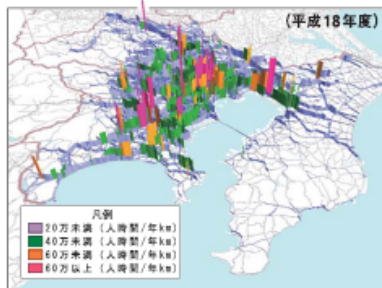 (平成18年度)
凡例
20万未満 (人時間/年km)
40万未満 (人時間/年km)
60万未満 (人時間/年km)
60万以上 (人時間/年km)